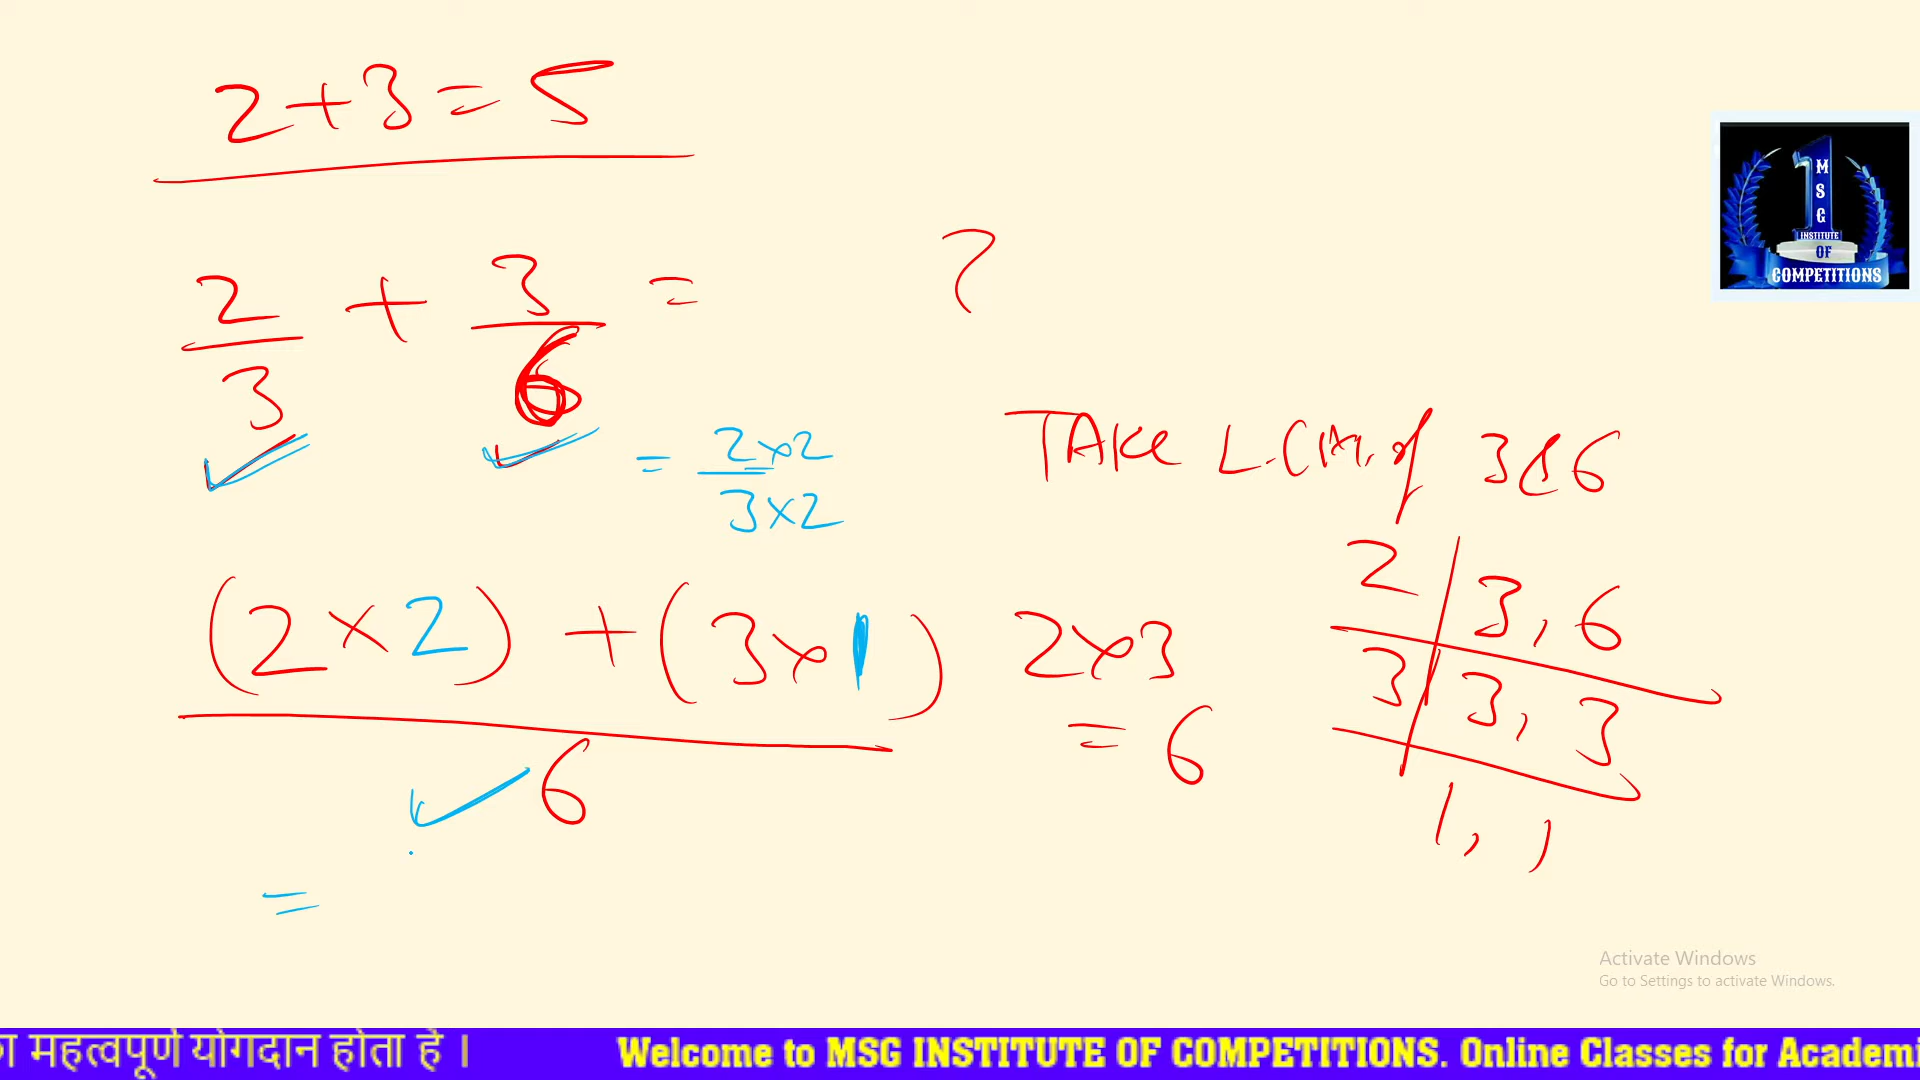 2+3=5
2/3 + 3/6 = ?
= 2×2/3×2
TAKE L.C.M. of 3 & 6
2 | 3, 6
3 | 3, 3
1, 1
(2×2) + (3×1)
6
2×3
= 6
=
M
S
G
INSTITUTE
OF
COMPETITIONS
Activate Windows
Go to Settings to activate Windows.
महत्वपूर्ण योगदान होता है । Welcome to MSG INSTITUTE OF COMPETITIONS. Online Classes for